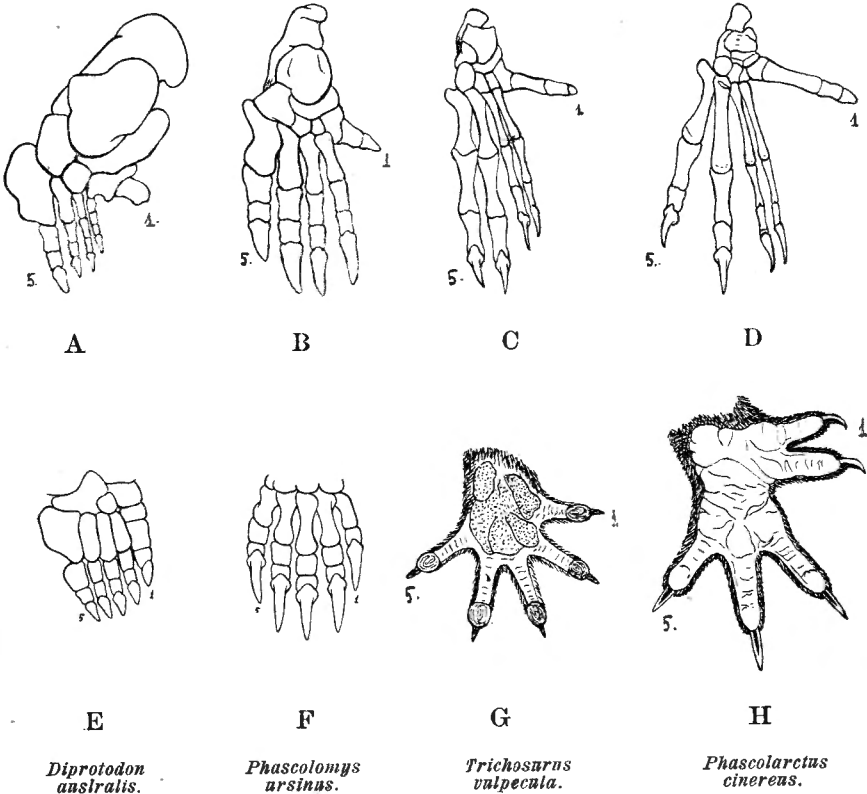 1.
5.
1
5.
1
5.
1
5.
A B C D
5
1
5
1
1
5.
1
5.
E F G H
Diprotodon
australis.
Phascolomys
ursinus.
Trichosurus
vulpecula.
Phascolarctus
cinereus.